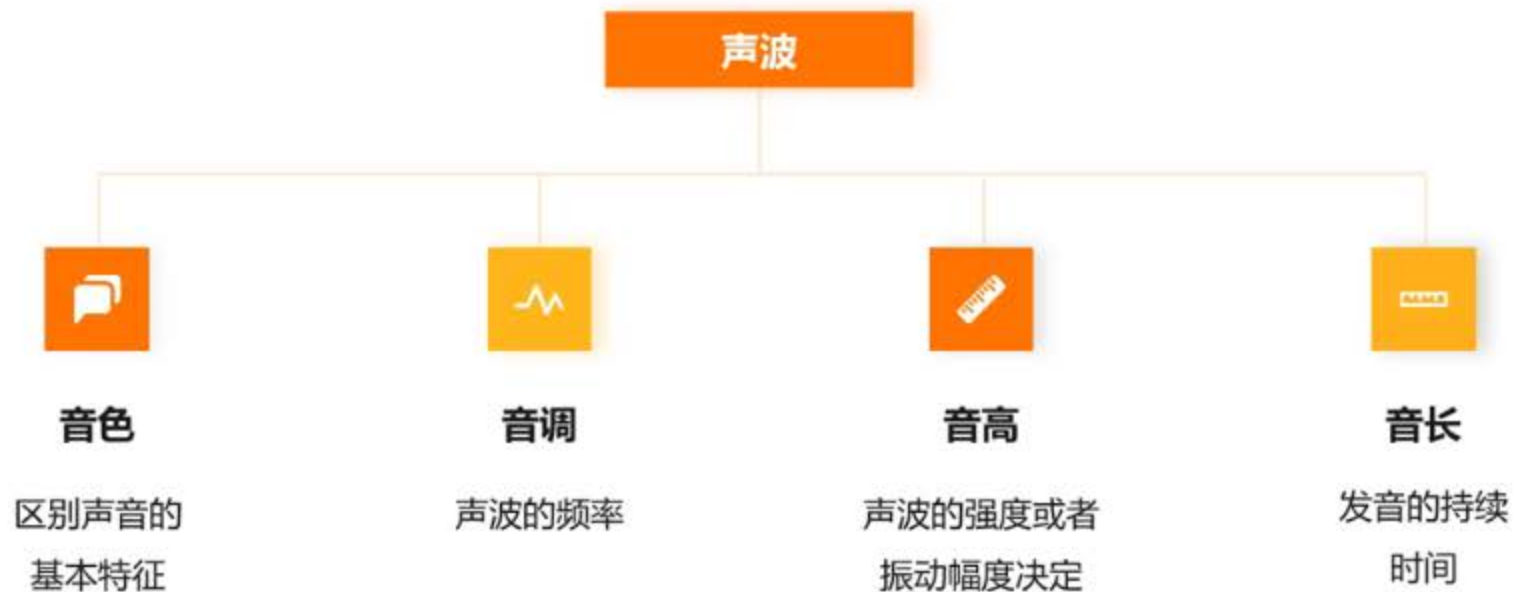 声波
音色
区别声音的
基本特征
音调
声波的频率
音高
声波的强度或者
振动幅度决定
音长
发音的持续
时间